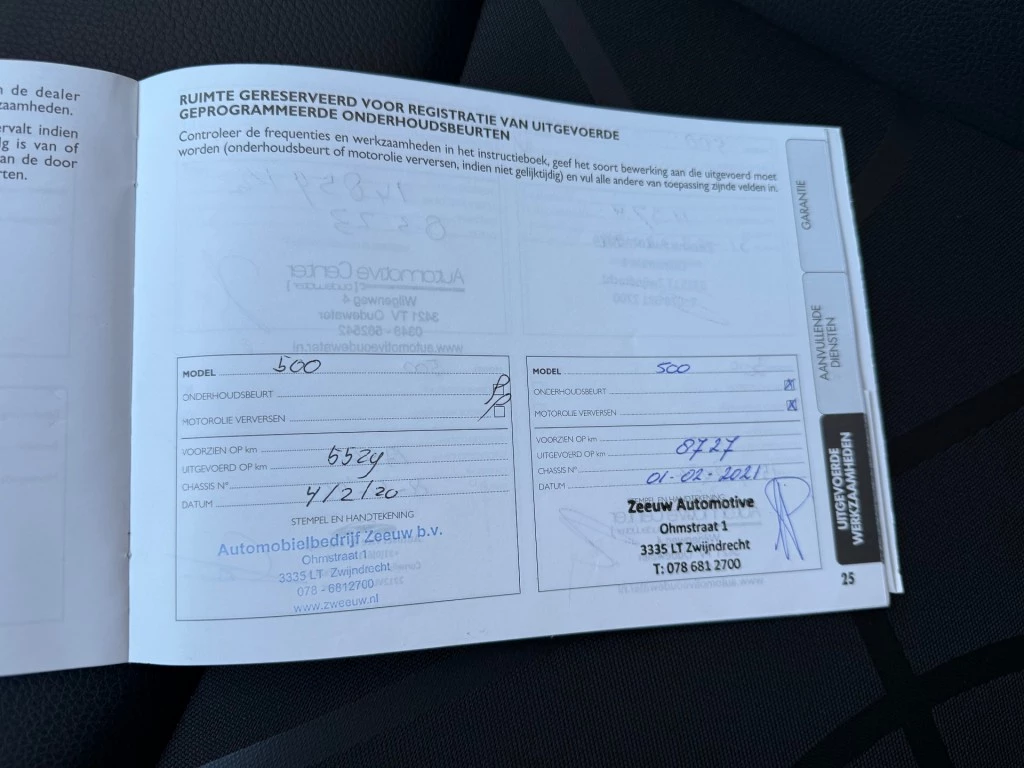 n de dealer
zaamheden.
ervalt indien
lg is van of
an de door
rten.
RUIMTE GERESERVEERD VOOR REGISTRATIE VAN UITGEVOERDE
GEPROGRAMMEERDE ONDERHOUDSBEURTEN
Controleer de frequenties en werkzaamheden in het instructieboek, geef het soort bewerking aan die uitgevoerd moet
worden (onderhoudsbeurt of motorolie verversen, indien niet gelijktijdig) en vul alle andere van toepassing zijnde velden in.
MODEL 500
ONDERHOUDSBEURT
MOTOROLIE VERVERSEN
VOORZIEN OP km
UITGEVOERD OP km 5529
CHASSIS N°
DATUM 4/2/20
STEMPEL EN HANDTEKENING
Automobielbedrijf Zeeuw b.v.
Ohmstraat 1
3335 LT Zwijndrecht
078 - 6812700
www.zweeuw.nl
MODEL 500
ONDERHOUDSBEURT X
MOTOROLIE VERVERSEN X
VOORZIEN OP km
UITGEVOERD OP km 8727
CHASSIS N°
DATUM 01-02-2021
STEMPEL EN HANDTEKENING
Zeeuw Automotive
Ohmstraat 1
3335 LT Zwijndrecht
T: 078 681 2700
GARANTIE
AANVULLENDE
DIENSTEN
UITGEVOERDE
WERKZAAMHEDEN
25